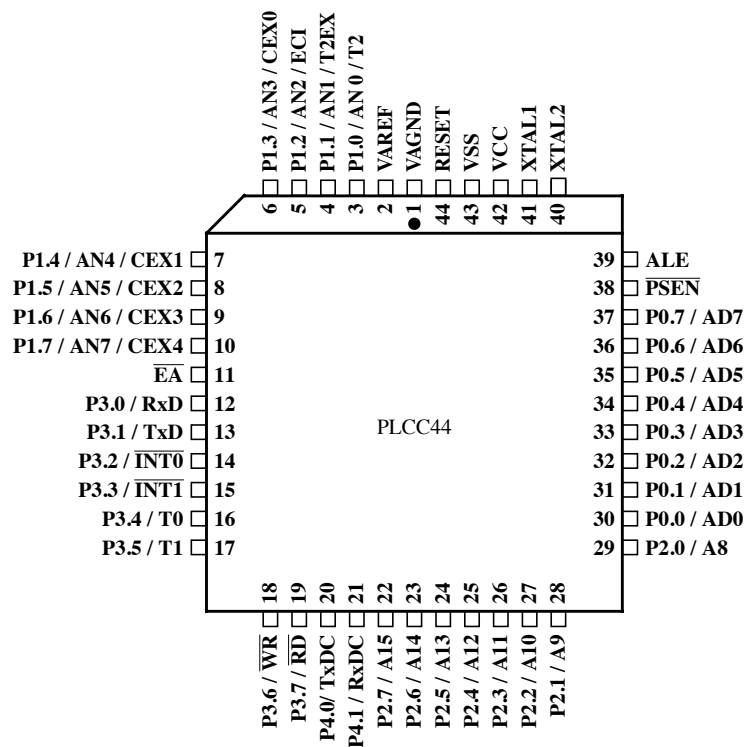 P1.3 / AN3 / CEX0
P1.2 / AN2 / ECI
P1.1 / AN1 / T2EX
P1.0 / AN 0 / T2
VAREF
VAGND
RESET
VSS
VCC
XTAL1
XTAL2
6 5 4 3 2 1 44 43 42 41 40
P1.4 / AN4 / CEX1 7
P1.5 / AN5 / CEX2 8
P1.6 / AN6 / CEX3 9
P1.7 / AN7 / CEX4 10
EA 11
P3.0 / RxD 12
P3.1 / TxD 13
P3.2 / INT0 14
P3.3 / INT1 15
P3.4 / T0 16
P3.5 / T1 17
PLCC44
39 ALE
38 PSEN
37 P0.7 / AD7
36 P0.6 / AD6
35 P0.5 / AD5
34 P0.4 / AD4
33 P0.3 / AD3
32 P0.2 / AD2
31 P0.1 / AD1
30 P0.0 / AD0
29 P2.0 / A8
18 19 20 21 22 23 24 25 26 27 28
P3.6 / WR
P3.7 / RD
P4.0/ TxDC
P4.1 / RxDC
P2.7 / A15
P2.6 / A14
P2.5 / A13
P2.4 / A12
P2.3 / A11
P2.2 / A10
P2.1 / A9